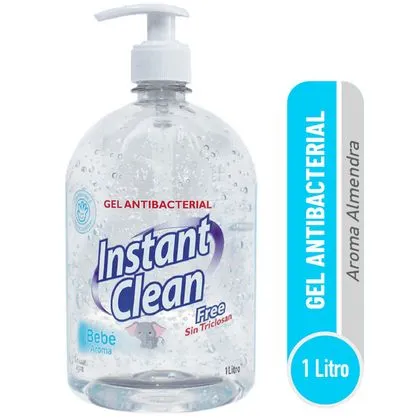 GEL ANTIBACTERIAL
Instant
Clean
Free
Sin Triclosan
Bebe
Aroma
1 Litro
GEL ANTIBACTERIAL
Aroma Almendra
1 Litro